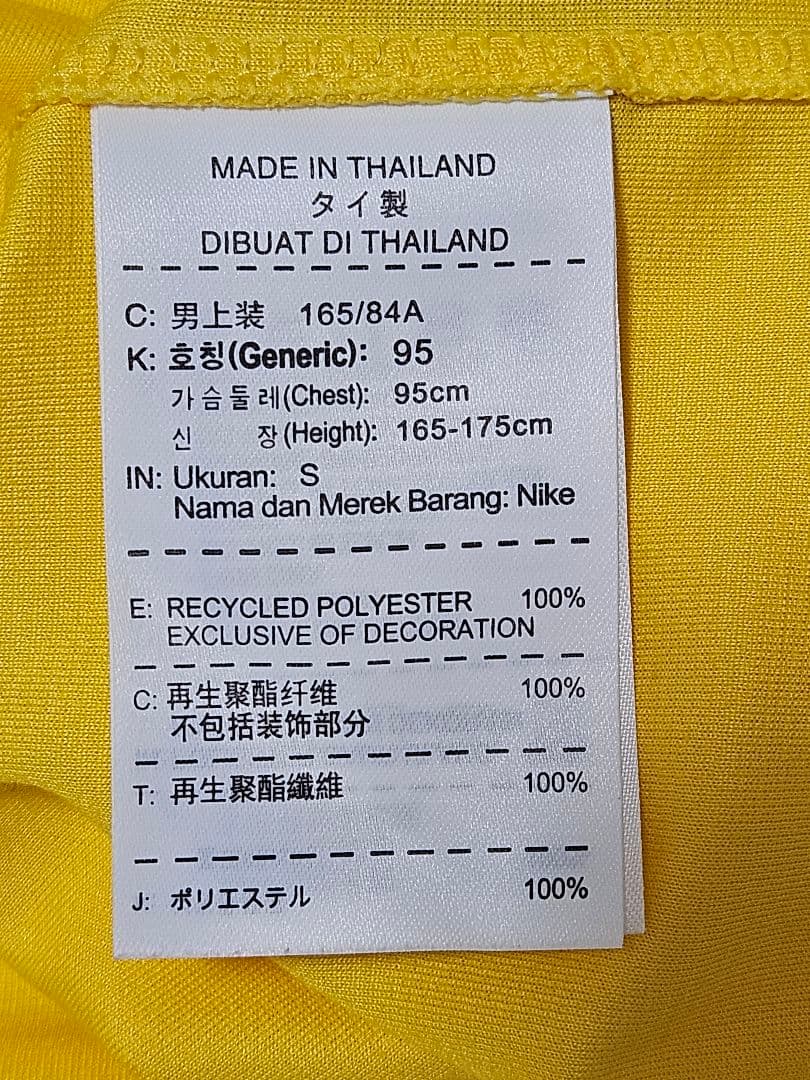 MADE IN THAILAND
タイ製
DIBUAT DI THAILAND
C: 男上装 165/84A
K: 호칭(Generic): 95
가슴둘레(Chest): 95cm
신 장(Height): 165-175cm
IN: Ukuran: S
Nama dan Merek Barang: Nike
E: RECYCLED POLYESTER 100%
EXCLUSIVE OF DECORATION
C: 再生聚酯纤维 100%
不包括装饰部分
T: 再生聚酯纖維 100%
J: ポリエステル 100%